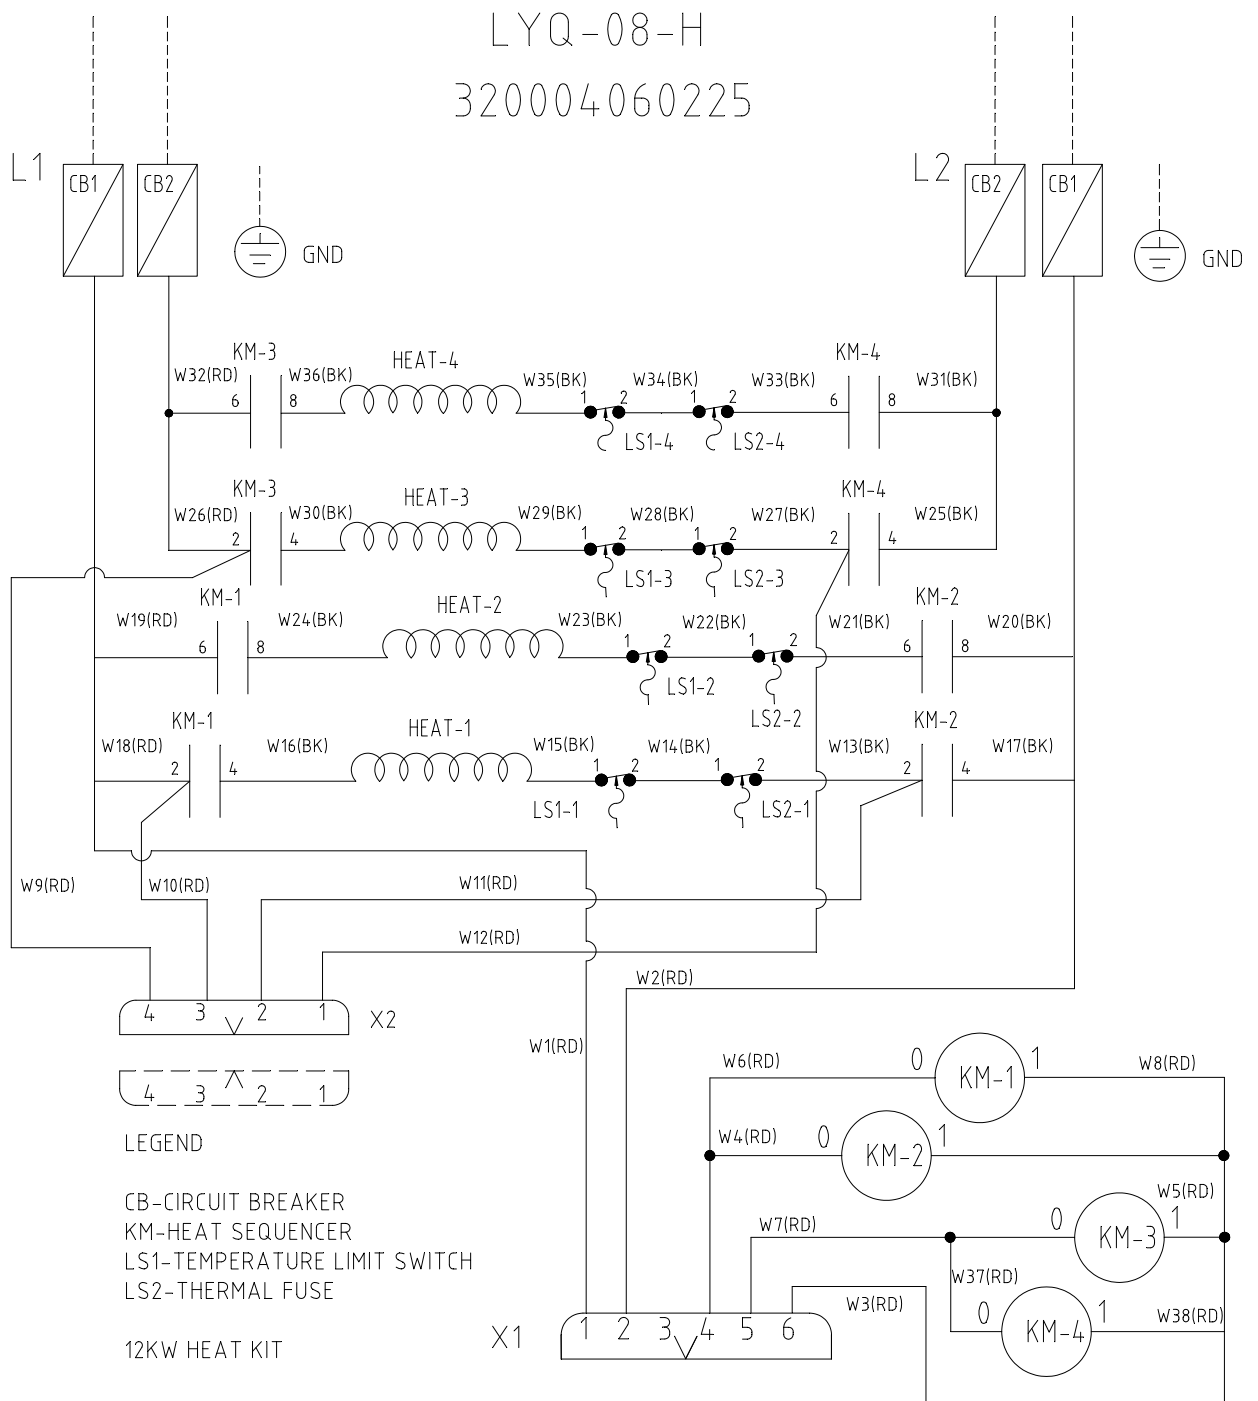 LYQ-08-H
320004060225
L1 CB1 CB2 GND
L2 CB2 CB1 GND
KM-3 HEAT-4 KM-4
W32(RD) W36(BK) W35(BK) W34(BK) W33(BK) W31(BK)
6 8 1 2 1 2 6 8
LS1-4 LS2-4
KM-3 HEAT-3 KM-4
W26(RD) W30(BK) W29(BK) W28(BK) W27(BK) W25(BK)
2 4 1 2 1 2 2 4
LS1-3 LS2-3
KM-1 HEAT-2 KM-2
W19(RD) W24(BK) W23(BK) W22(BK) W21(BK) W20(BK)
6 8 1 2 1 2 6 8
LS1-2 LS2-2
KM-1 HEAT-1 KM-2
W18(RD) W16(BK) W15(BK) W14(BK) W13(BK) W17(BK)
2 4 1 2 1 2 2 4
LS1-1 LS2-1
W9(RD) W10(RD) W11(RD)
W12(RD)
W2(RD)
4 3 2 1 X2
W1(RD)
4 3 2 1
W6(RD) 0 KM-1 1 W8(RD)
W4(RD) 0 KM-2 1
W7(RD) 0 KM-3 1 W5(RD)
W37(RD) 0 KM-4 1 W38(RD)
W3(RD)
X1 1 2 3 4 5 6
LEGEND
CB-CIRCUIT BREAKER
KM-HEAT SEQUENCER
LS1-TEMPERATURE LIMIT SWITCH
LS2-THERMAL FUSE
12KW HEAT KIT